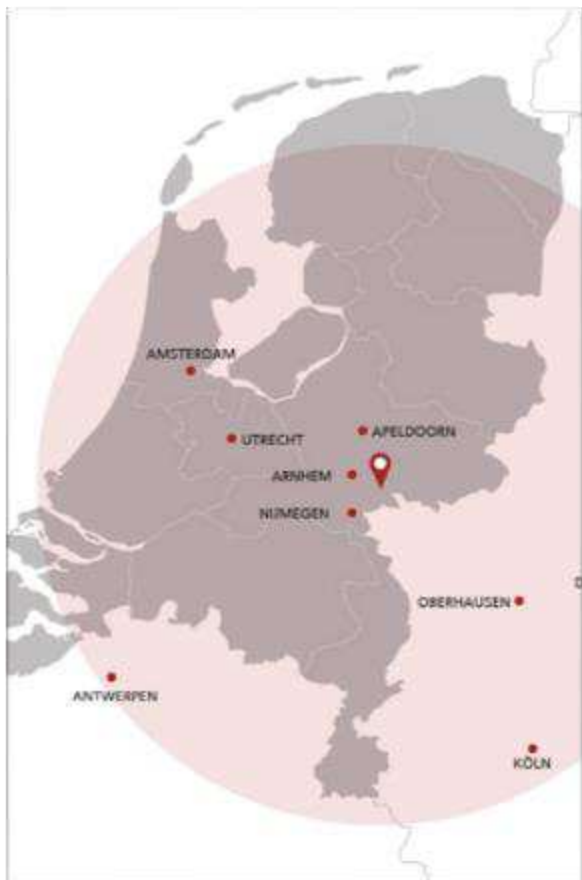 AMSTERDAM
UTRECHT
APELDOORN
ARNHEM
NIJMEGEN
OBERHAUSEN
ANTWERPEN
KÖLN